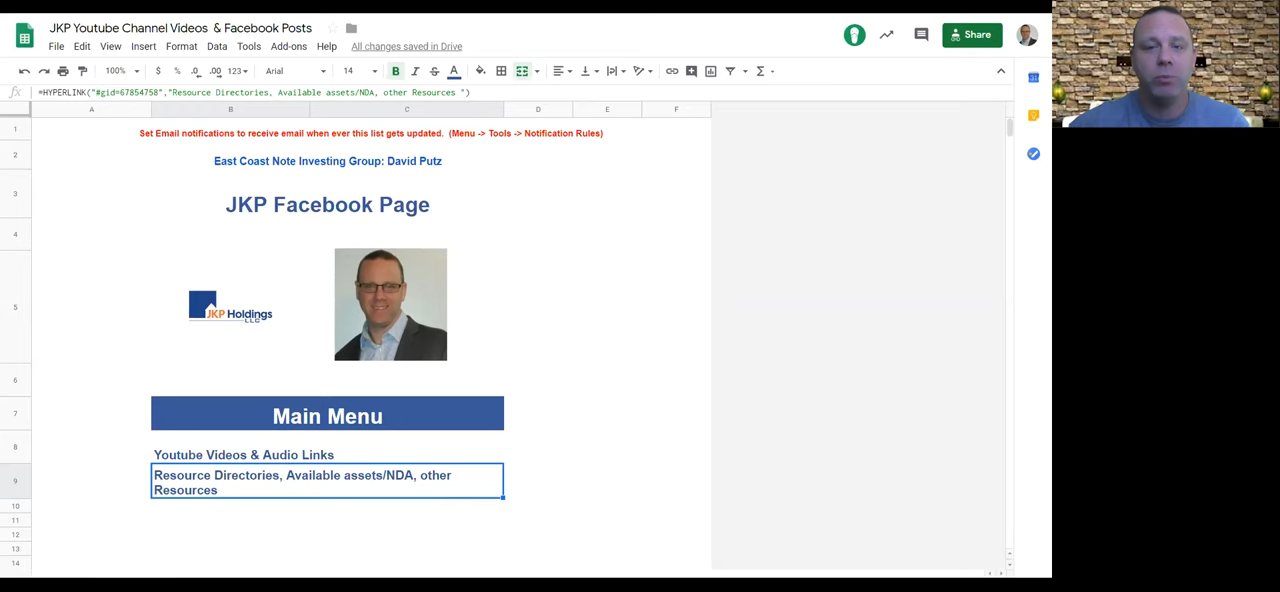 JKP Youtube Channel Videos & Facebook Posts
File Edit View Insert Format Data Tools Add-ons Help All changes saved in Drive
Share
100% $ % .0 .00 123 Arial 14 B I S A
fx =HYPERLINK("#gid=67854758","Resource Directories, Available assets/NDA, other Resources ")
A B C D E F
1 Set Email notifications to receive email when ever this list gets updated. (Menu -> Tools -> Notification Rules)
2 East Coast Note Investing Group: David Putz
3 JKP Facebook Page
4
5 JKP Holdings
LLC
6
7 Main Menu
8 Youtube Videos & Audio Links
9 Resource Directories, Available assets/NDA, other
Resources
10
11
12
13
14